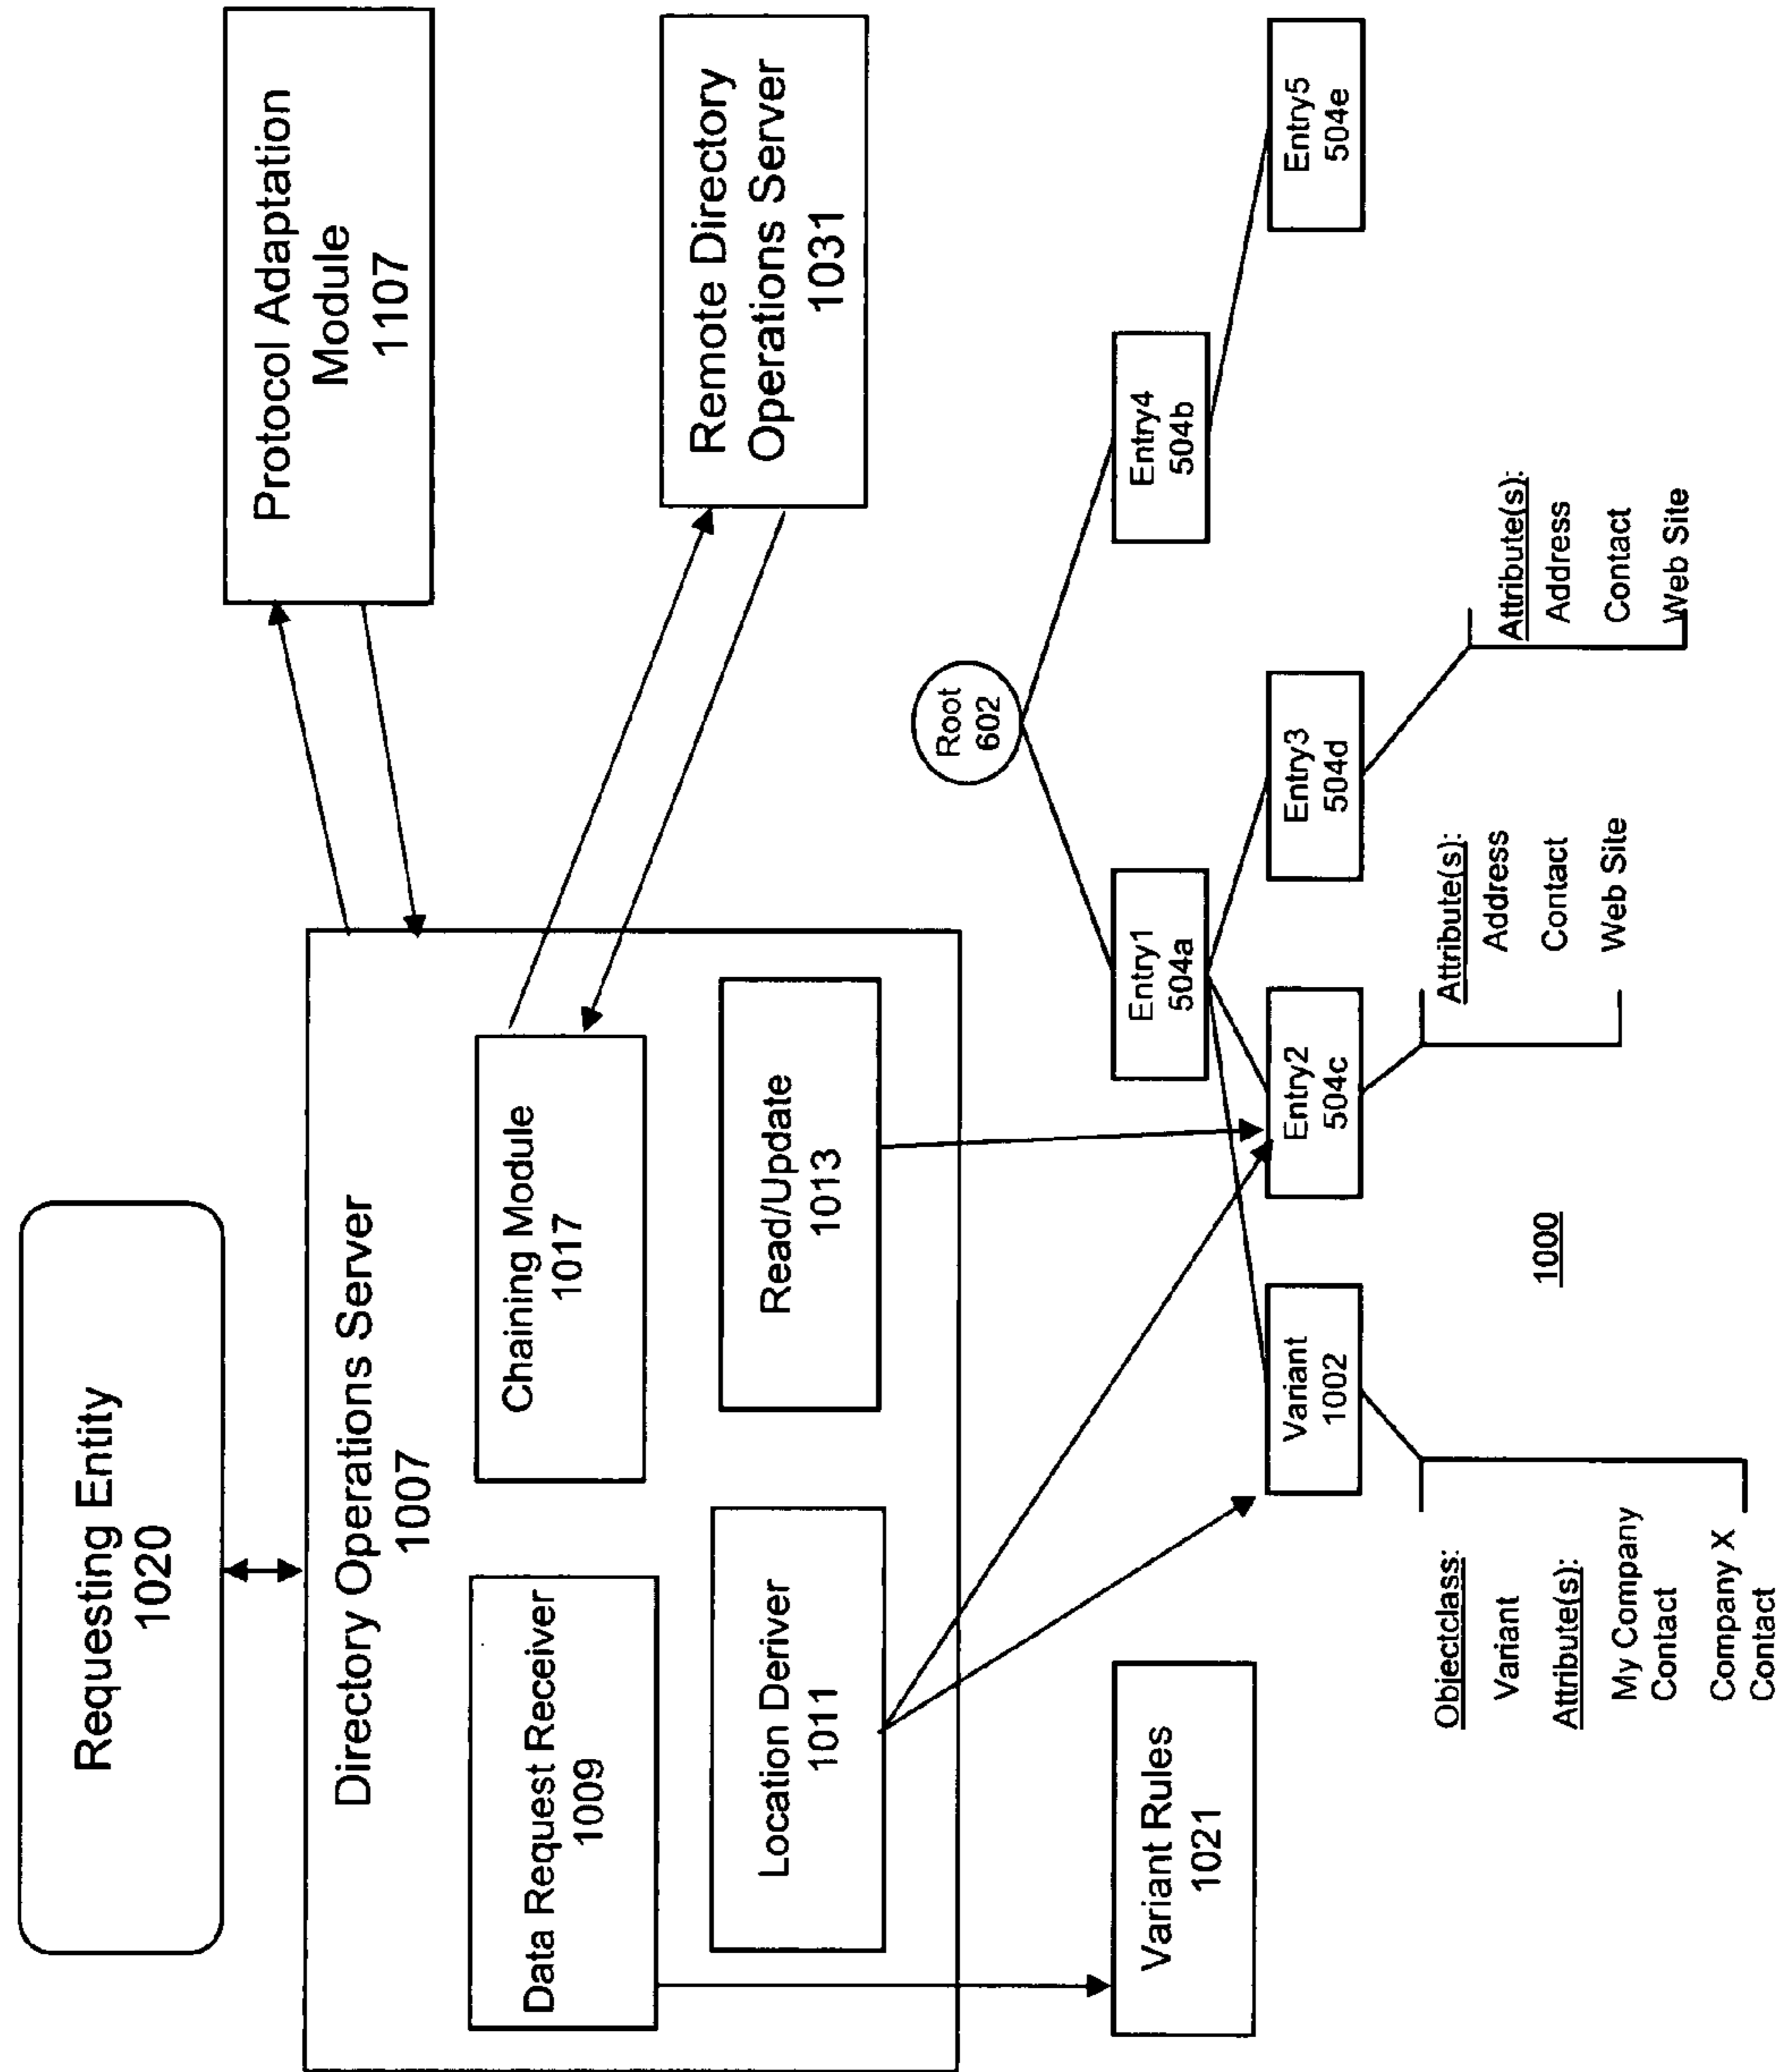 Requesting Entity
1020
Directory Operations Server
1007
Data Request Receiver
1009
Chaining Module
1017
Location Deriver
1011
Read/Update
1013
Protocol Adaptation
Module
1107
Remote Directory
Operations Server
1031
Variant Rules
1021
Root
602
Entry1
504a
Entry4
504b
Variant
1002
Entry2
504c
Entry3
504d
Entry5
504e
Objectclass:
Variant
Attribute(s):
My Company
Contact
Company X
Contact
Attribute(s):
Address
Contact
Web Site
Attribute(s):
Address
Contact
Web Site
1000